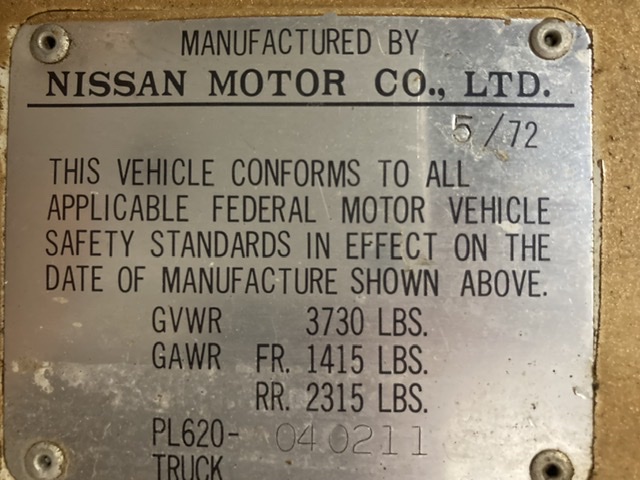 MANUFACTURED BY
NISSAN MOTOR CO., LTD.
5/72
THIS VEHICLE CONFORMS TO ALL
APPLICABLE FEDERAL MOTOR VEHICLE
SAFETY STANDARDS IN EFFECT ON THE
DATE OF MANUFACTURE SHOWN ABOVE.
GVWR 3730 LBS.
GAWR FR. 1415 LBS.
RR. 2315 LBS.
PL620- 040211
TRUCK